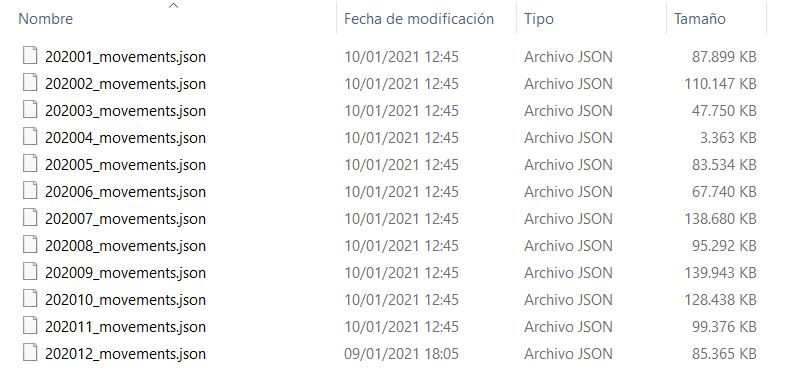 Nombre Fecha de modificación Tipo Tamaño
202001_movements.json 10/01/2021 12:45 Archivo JSON 87.899 KB
202002_movements.json 10/01/2021 12:45 Archivo JSON 110.147 KB
202003_movements.json 10/01/2021 12:45 Archivo JSON 47.750 KB
202004_movements.json 10/01/2021 12:45 Archivo JSON 3.363 KB
202005_movements.json 10/01/2021 12:45 Archivo JSON 83.534 KB
202006_movements.json 10/01/2021 12:45 Archivo JSON 67.740 KB
202007_movements.json 10/01/2021 12:45 Archivo JSON 138.680 KB
202008_movements.json 10/01/2021 12:45 Archivo JSON 95.292 KB
202009_movements.json 10/01/2021 12:45 Archivo JSON 139.943 KB
202010_movements.json 10/01/2021 12:45 Archivo JSON 128.438 KB
202011_movements.json 10/01/2021 12:45 Archivo JSON 99.376 KB
202012_movements.json 09/01/2021 18:05 Archivo JSON 85.365 KB